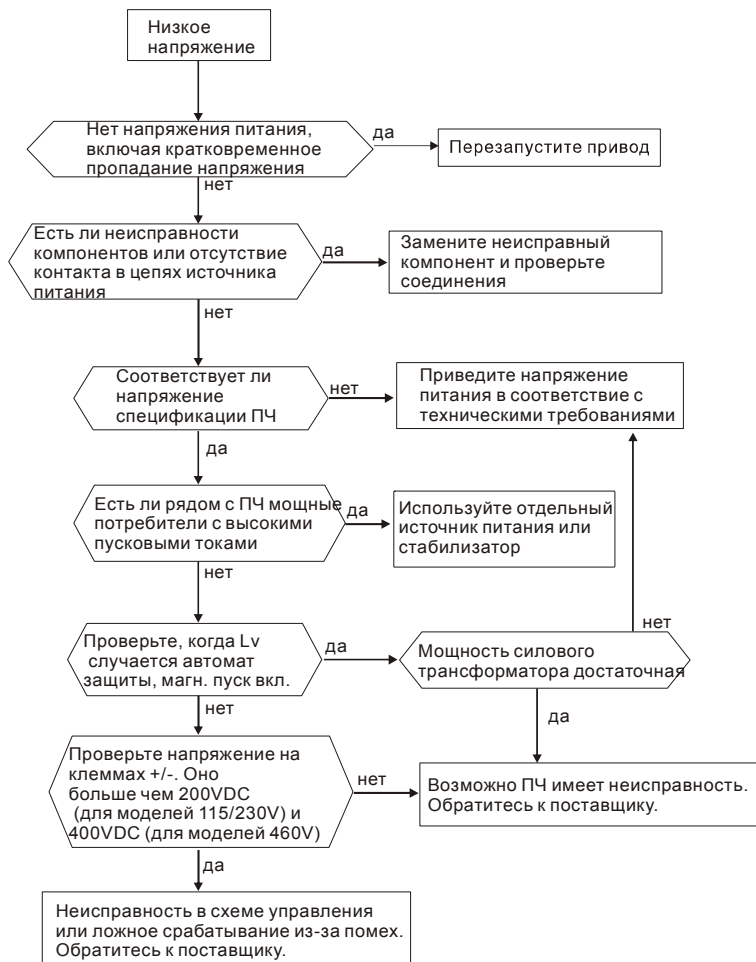 Низкое
напряжение
Нет напряжения питания,
включая кратковременное
пропадание напряжения
да
Перезапустите привод
нет
Есть ли неисправности
компонентов или отсутствие
контакта в цепях источника
питания
да
Замените неисправный
компонент и проверьте
соединения
нет
Соответствует ли
напряжение
спецификации ПЧ
нет
Приведите напряжение
питания в соответствие с
техническими требованиями
да
Есть ли рядом с ПЧ мощные
потребители с высокими
пусковыми токами
да
Используйте отдельный
источник питания или
стабилизатор
нет
нет
Проверьте, когда Lv
случается автомат
защиты, магн. пуск вкл.
да
Мощность силового
трансформатора достаточная
нет
да
Проверьте напряжение на
клеммах +/-. Оно
больше чем 200VDC
(для моделей 115/230V) и
400VDC (для моделей 460V)
нет
Возможно ПЧ имеет неисправность.
Обратитесь к поставщику.
да
Неисправность в схеме управления
или ложное срабатывание из-за помех.
Обратитесь к поставщику.